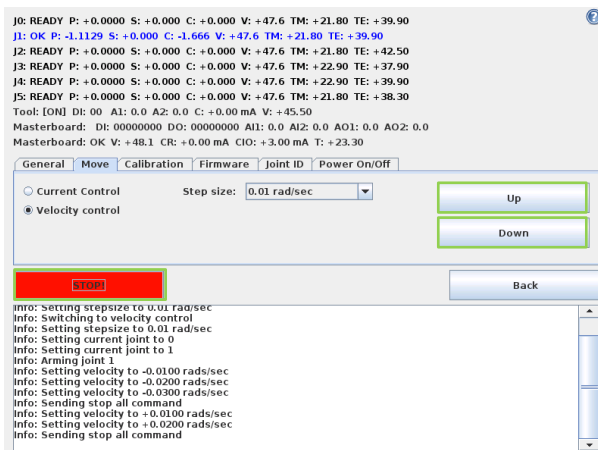 J0: READY P: +0.0000 S: +0.000 C: +0.000 V: +47.6 TM: +21.80 TE: +39.90
J1: OK P: -1.1129 S: +0.000 C: -1.666 V: +47.6 TM: +21.80 TE: +39.90
J2: READY P: +0.0000 S: +0.000 C: +0.000 V: +47.6 TM: +21.80 TE: +42.50
J3: READY P: +0.0000 S: +0.000 C: +0.000 V: +47.6 TM: +22.90 TE: +37.90
J4: READY P: +0.0000 S: +0.000 C: +0.000 V: +47.6 TM: +22.90 TE: +39.90
J5: READY P: +0.0000 S: +0.000 C: +0.000 V: +47.6 TM: +21.80 TE: +38.30
Tool: [ON] DI: 00 A1: 0.0 A2: 0.0 C: +0.00 mA V: +45.50
Masterboard: DI: 00000000 DO: 00000000 AI1: 0.0 AI2: 0.0 AO1: 0.0 AO2: 0.0
Masterboard: OK V: +48.1 CR: +0.00 mA CIO: +3.00 mA T: +23.30
General Move Calibration Firmware Joint ID Power On/Off
Current Control Step size: 0.01 rad/sec Up
Velocity control
Down
STOP! Back
Info: Setting stepsize to 0.01 rad/sec
Info: Switching to velocity control
Info: Setting stepsize to 0.01 rad/sec
Info: Setting current joint to 0
Info: Setting current joint to 1
Info: Arming joint 1
Info: Setting velocity to -0.0100 rads/sec
Info: Setting velocity to -0.0200 rads/sec
Info: Setting velocity to -0.0300 rads/sec
Info: Sending stop all command
Info: Setting velocity to +0.0100 rads/sec
Info: Setting velocity to +0.0200 rads/sec
Info: Sending stop all command